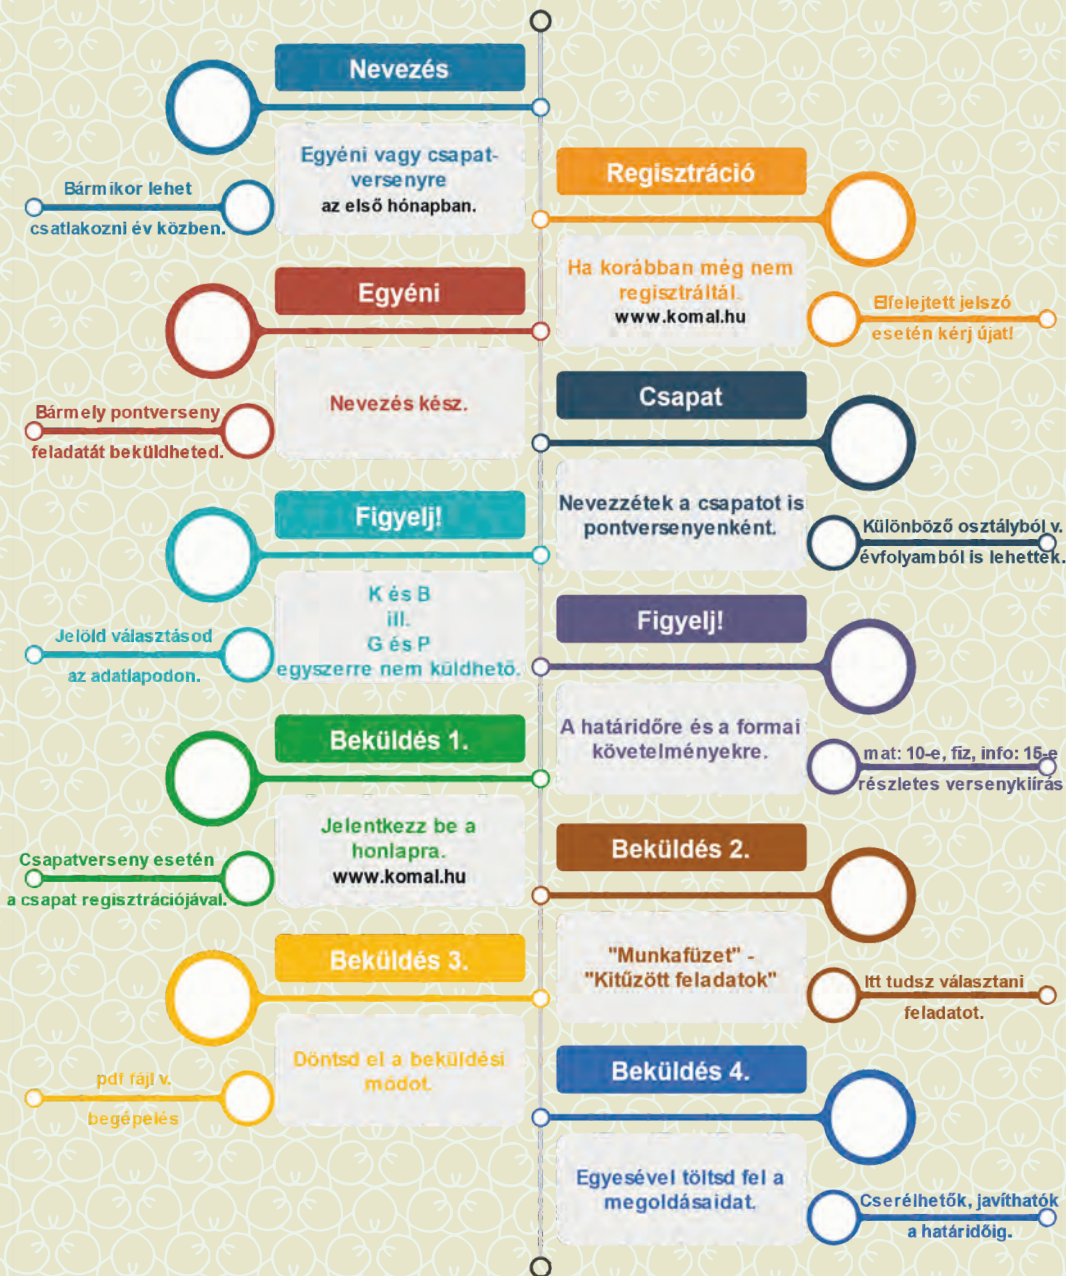 Nevezés
Egyéni vagy csapat-
versenyre
az első hónapban.
Bármikor lehet
csatlakozni év közben.
Regisztráció
Ha korábban még nem
regisztráltál.
www.komal.hu
Elfelejtett jelszó
esetén kérj újat!
Egyéni
Nevezés kész.
Bármely pontverseny
feladatát beküldheted.
Csapat
Nevezzétek a csapatot is
pontversenyenként.
Különböző osztályból v.
évfolyamból is lehettek.
Figyelj!
K és B
ill.
G és P
egyszerre nem küldhető.
Jelöld választásod
az adatlapodon.
Figyelj!
A határidőre és a formai
követelményekre.
mat: 10-e, fiz, info: 15-e
részletes versenykiírás
Beküldés 1.
Jelentkezz be a
honlapra.
www.komal.hu
Csapatverseny esetén
a csapat regisztrációjával.
Beküldés 2.
"Munkafüzet" -
"Kitűzött feladatok"
Itt tudsz választani
feladatot.
Beküldés 3.
Döntsd el a beküldési
módot.
pdf fájl v.
begépelés
Beküldés 4.
Egyesével töltsd fel a
megoldásaidat.
Cserélhetők, javíthatók
a határidőig.